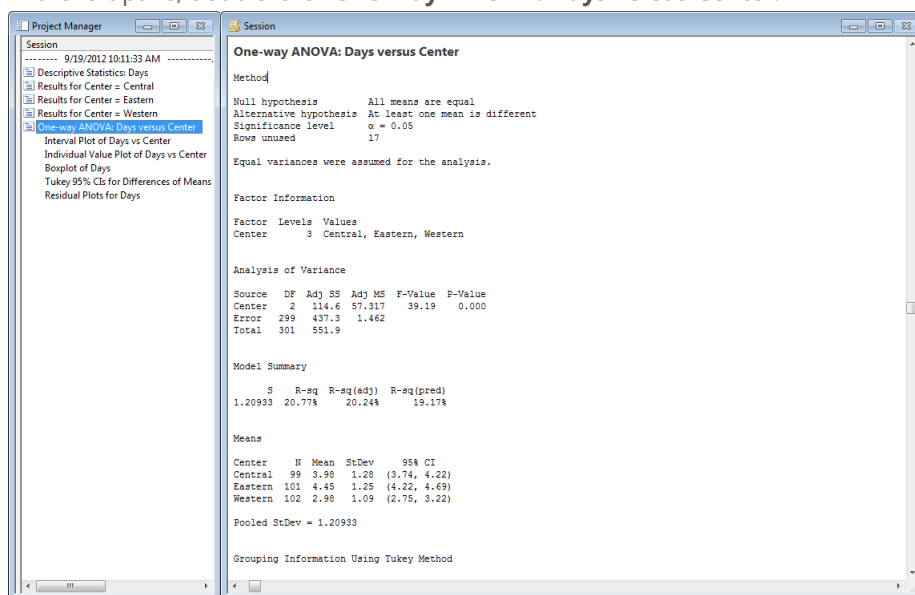 Project Manager
Session
-------- 9/19/2012 10:11:33 AM ----------
Descriptive Statistics: Days
Results for Center = Central
Results for Center = Eastern
Results for Center = Western
One-way ANOVA: Days versus Center
Interval Plot of Days vs Center
Individual Value Plot of Days vs Center
Boxplot of Days
Tukey 95% CIs for Differences of Means
Residual Plots for Days
Session
One-way ANOVA: Days versus Center
Method
Null hypothesis All means are equal
Alternative hypothesis At least one mean is different
Significance level α = 0.05
Rows unused 17
Equal variances were assumed for the analysis.
Factor Information
Factor Levels Values
Center 3 Central, Eastern, Western
Analysis of Variance
Source DF Adj SS Adj MS F-Value P-Value
Center 2 114.6 57.317 39.19 0.000
Error 299 437.3 1.462
Total 301 551.9
Model Summary
S R-sq R-sq(adj) R-sq(pred)
1.20933 20.77% 20.24% 19.17%
Means
Center N Mean StDev 95% CI
Central 99 3.98 1.28 (3.74, 4.22)
Eastern 101 4.45 1.25 (4.22, 4.69)
Western 102 2.98 1.09 (2.75, 3.22)
Pooled StDev = 1.20933
Grouping Information Using Tukey Method